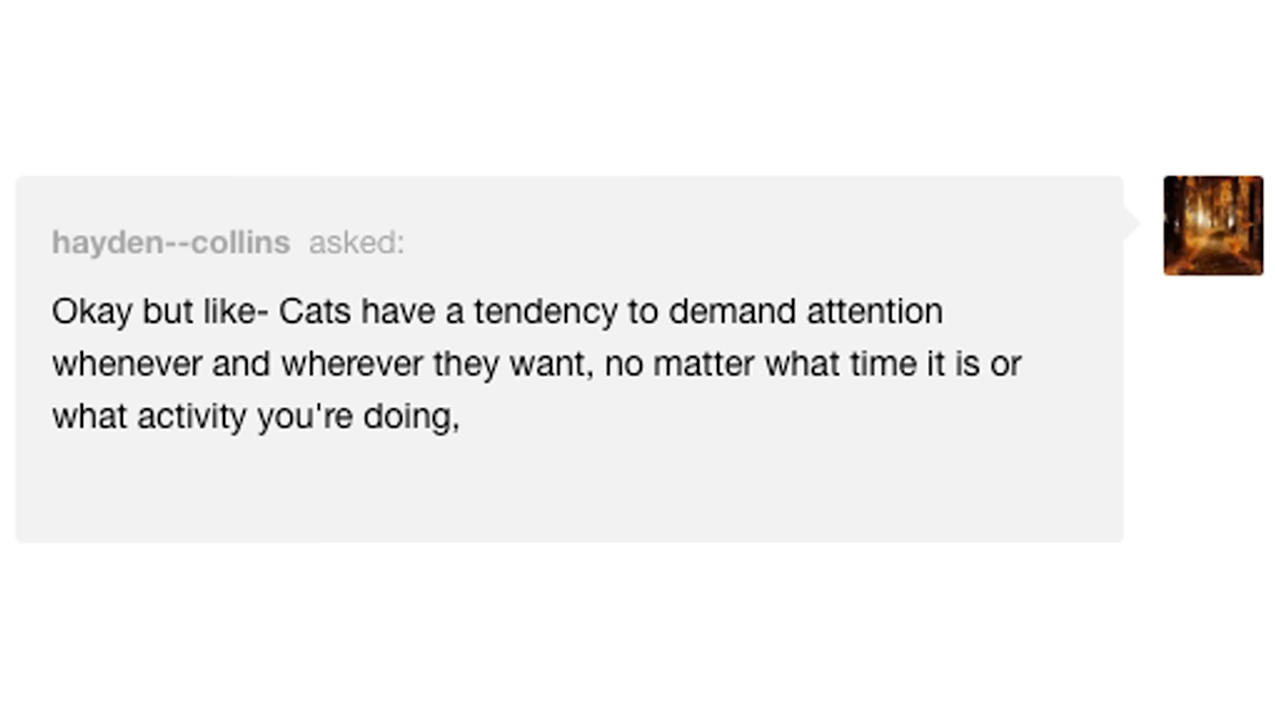 hayden--collins asked:
Okay but like- Cats have a tendency to demand attention
whenever and wherever they want, no matter what time it is or
what activity you're doing,